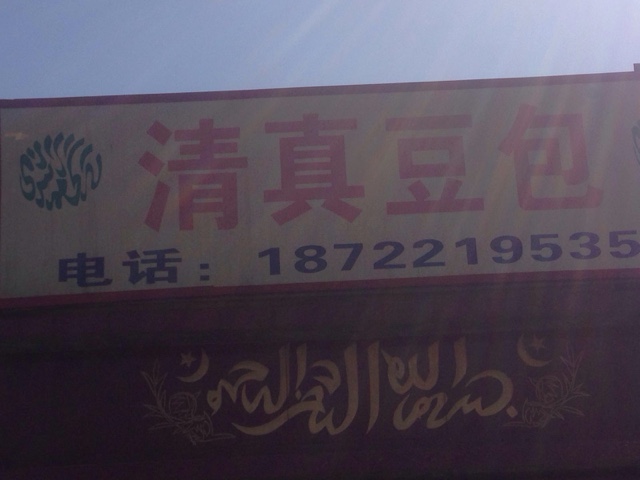 清真豆包
电话：18722219535
بسم الله الرحمن الرحيم